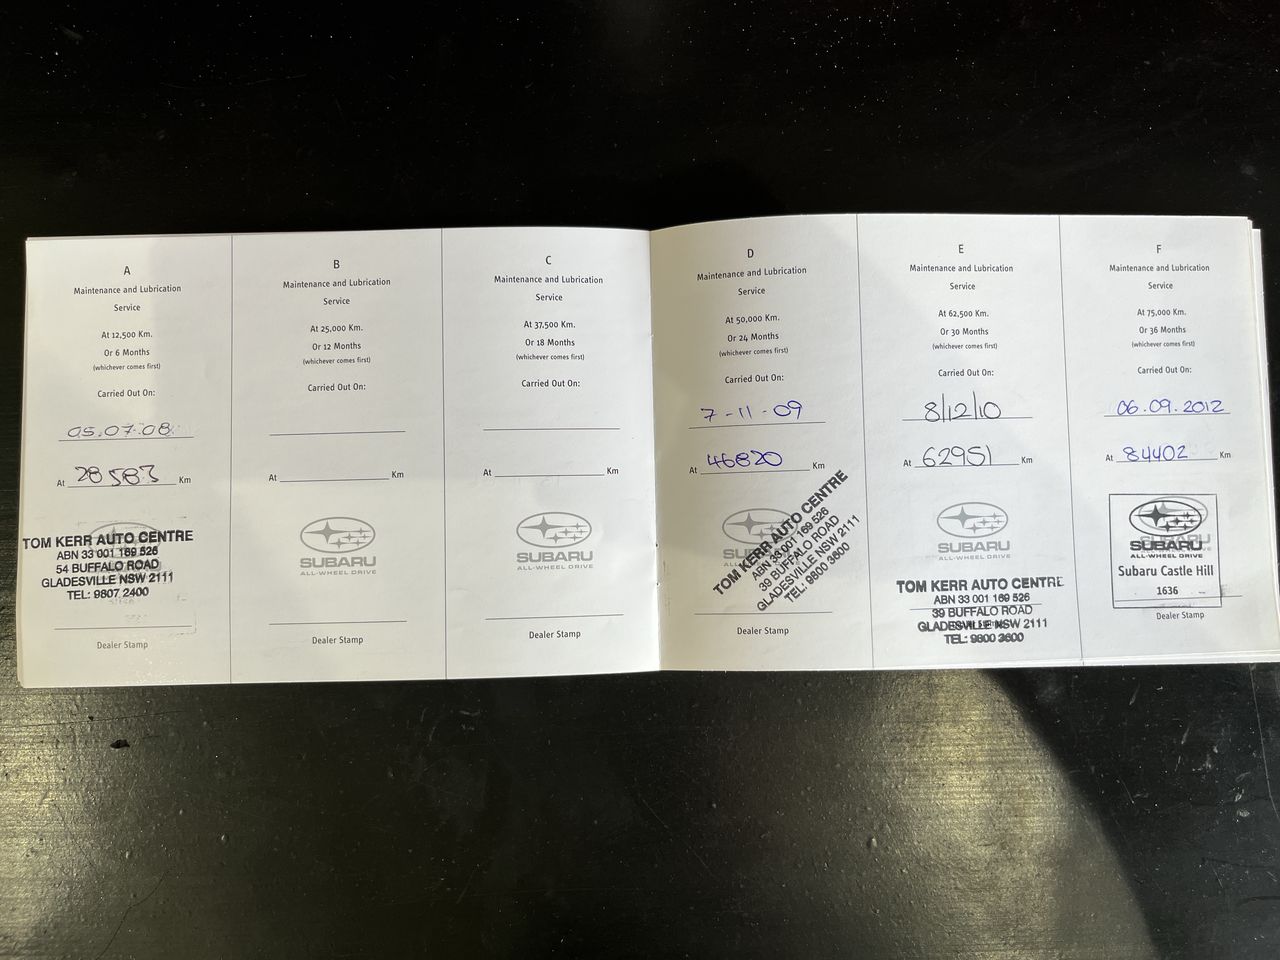 A
Maintenance and Lubrication
Service
At 12,500 Km.
Or 6 Months
(whichever comes first)
Carried Out On:
05.07.08
At 28583 Km
TOM KERR AUTO CENTRE
ABN 33 001 169 526
54 BUFFALO ROAD
GLADESVILLE NSW 2111
TEL: 9807 2400
Dealer Stamp
B
Maintenance and Lubrication
Service
At 25,000 Km.
Or 12 Months
(whichever comes first)
Carried Out On:
At Km
SUBARU
ALL-WHEEL DRIVE
Dealer Stamp
C
Maintenance and Lubrication
Service
At 37,500 Km.
Or 18 Months
(whichever comes first)
Carried Out On:
At Km
SUBARU
ALL-WHEEL DRIVE
Dealer Stamp
D
Maintenance and Lubrication
Service
At 50,000 Km.
Or 24 Months
(whichever comes first)
Carried Out On:
7-11-09
At 46820 Km
TOM KERR AUTO CENTRE
ABN 33 001 169 526
39 BUFFALO ROAD
GLADESVILLE NSW 2111
TEL: 9800 3600
Dealer Stamp
E
Maintenance and Lubrication
Service
At 62,500 Km.
Or 30 Months
(whichever comes first)
Carried Out On:
8/12/10
At 62951 Km
SUBARU
ALL-WHEEL DRIVE
TOM KERR AUTO CENTRE
ABN 33 001 169 526
39 BUFFALO ROAD
GLADESVILLE NSW 2111
TEL: 9800 3600
F
Maintenance and Lubrication
Service
At 75,000 Km.
Or 36 Months
(whichever comes first)
Carried Out On:
06.09.2012
At 84402 Km
SUBARU
Subaru Castle Hill
1636
Dealer Stamp